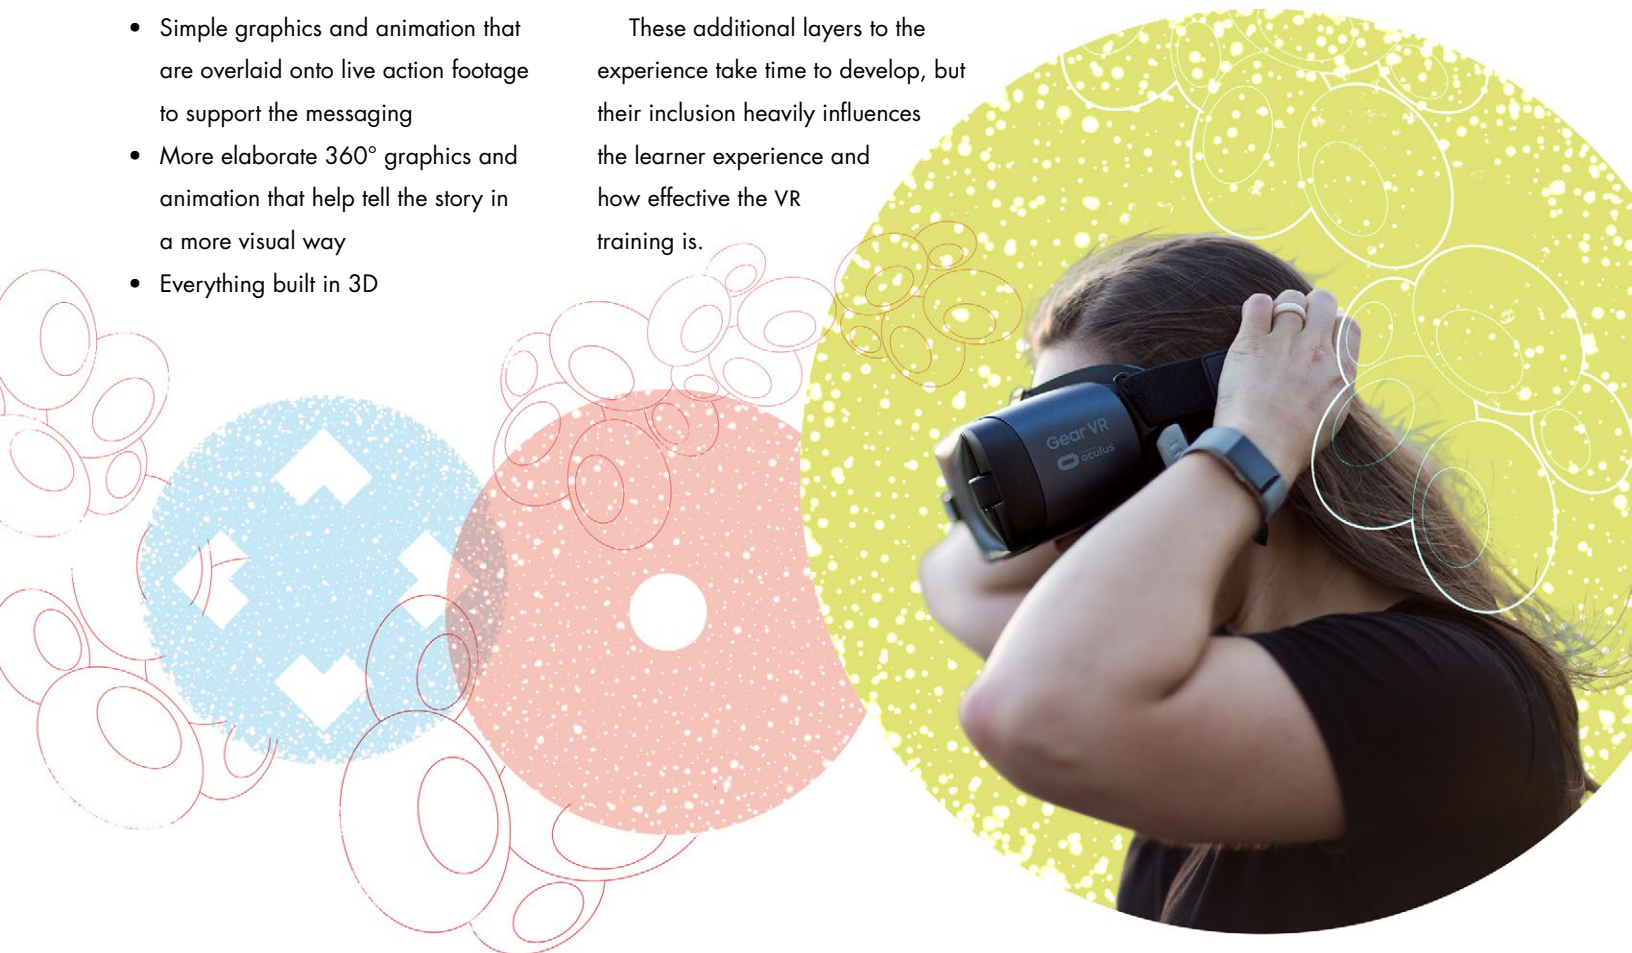 • Simple graphics and animation that
are overlaid onto live action footage
to support the messaging
• More elaborate 360° graphics and
animation that help tell the story in
a more visual way
• Everything built in 3D
These additional layers to the
experience take time to develop, but
their inclusion heavily influences
the learner experience and
how effective the VR
training is.
Gear VR
oculus